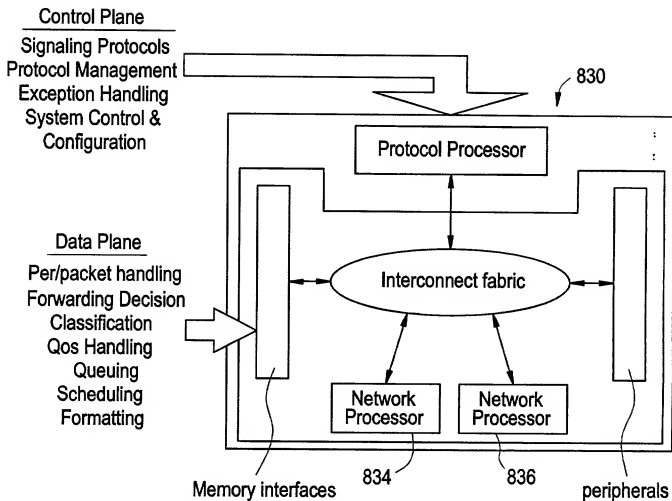 Control Plane
Signaling Protocols
Protocol Management
Exception Handling
System Control &
Configuration
830
Protocol Processor
Data Plane
Per/packet handling
Forwarding Decision
Classification
Qos Handling
Queuing
Scheduling
Formatting
Interconnect fabric
Network
Processor
Network
Processor
834
836
Memory interfaces
peripherals